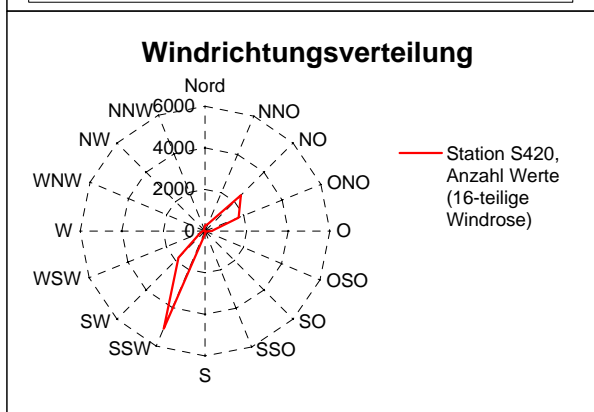 Windrichtungsverteilung
Nord
NNO
NO
ONO
O
OSO
SO
SSO
S
SSW
SW
WSW
W
WNW
NW
NNW
6000
4000
2000
0
Station S420,
Anzahl Werte
(16-teilige
Windrose)